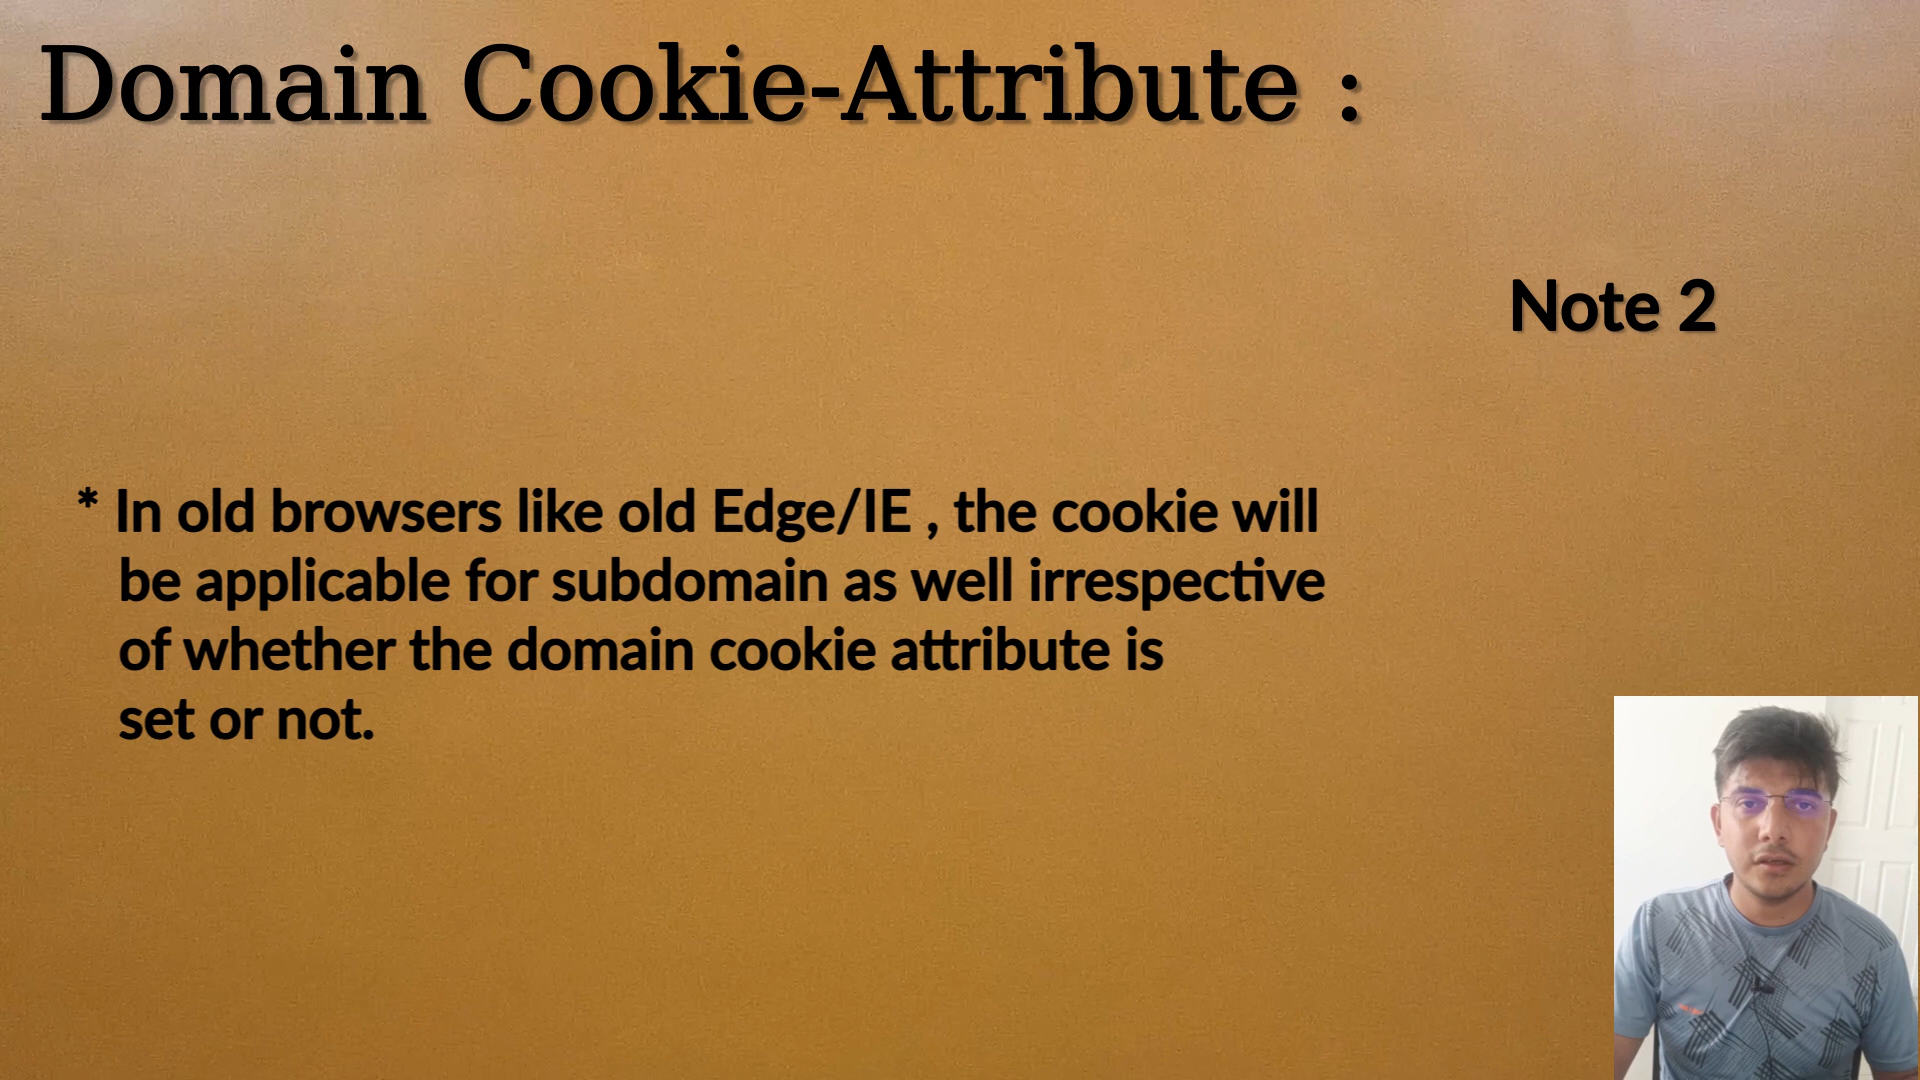 Domain Cookie-Attribute :
Note 2
* In old browsers like old Edge/IE , the cookie will
be applicable for subdomain as well irrespective
of whether the domain cookie attribute is
set or not.